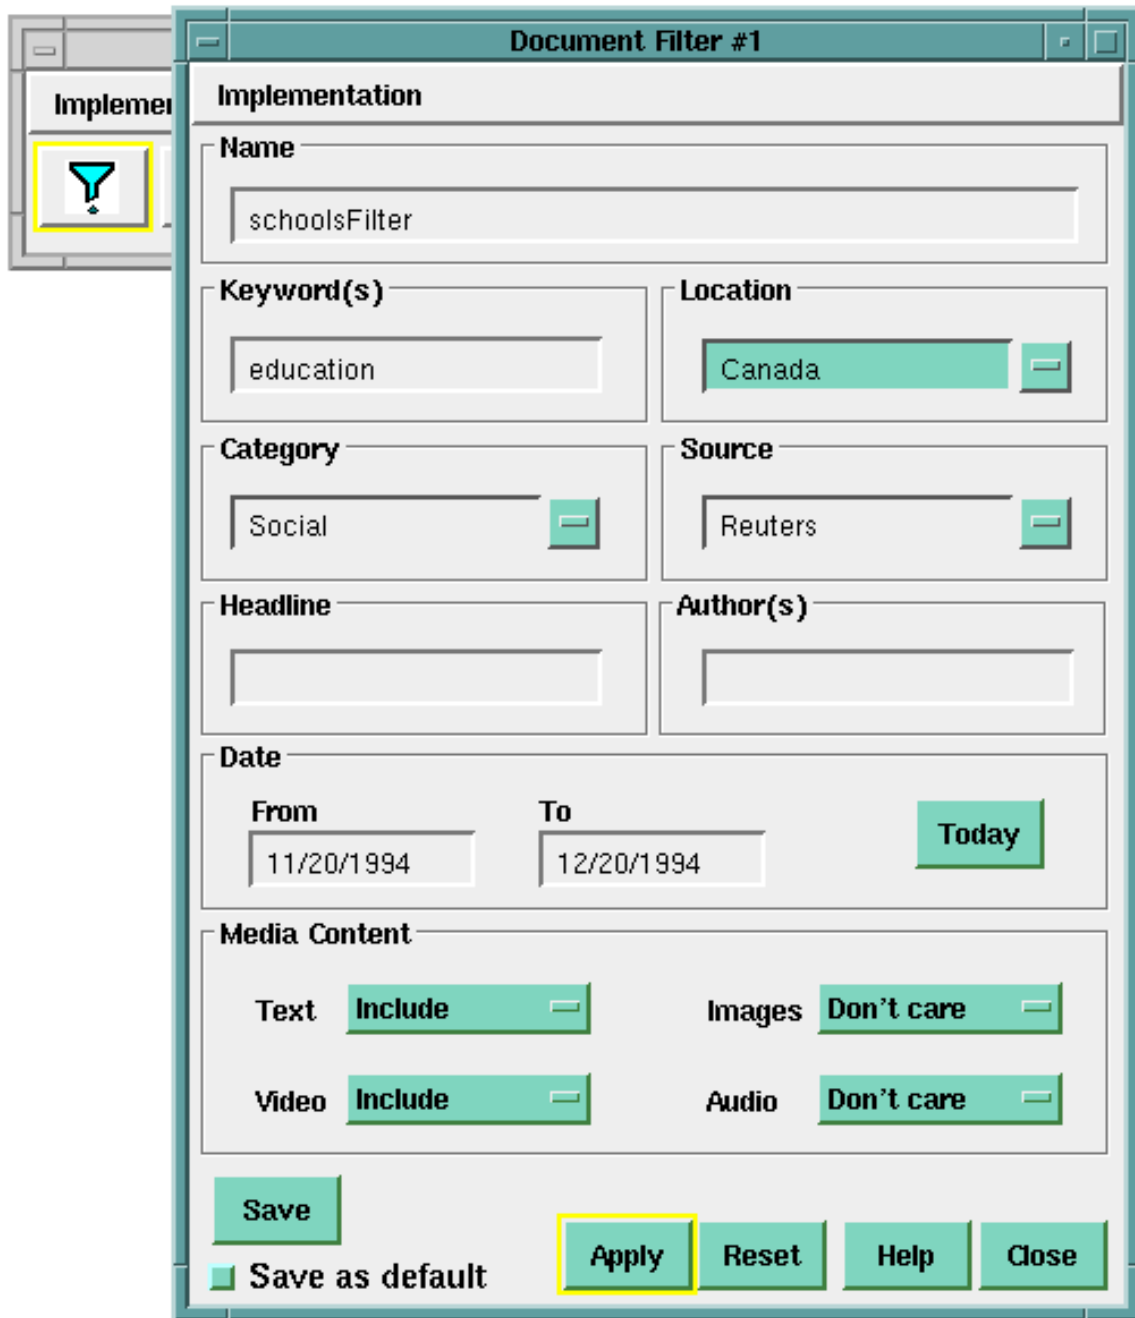 Document Filter #1
Implemen
Implementation
Name
schoolsFilter
Keyword(s)
Location
education
Canada
Category
Source
Social
Reuters
Headline
Author(s)
Date
From
To
11/20/1994
12/20/1994
Today
Media Content
Text
Include
Images
Don't care
Video
Include
Audio
Don't care
Save
Apply
Reset
Help
Close
Save as default